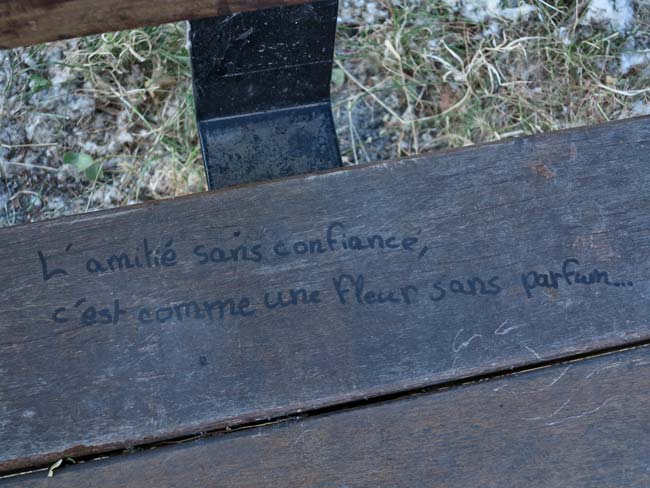 L'amitié sans confiance,
c'est comme une fleur sans parfum...